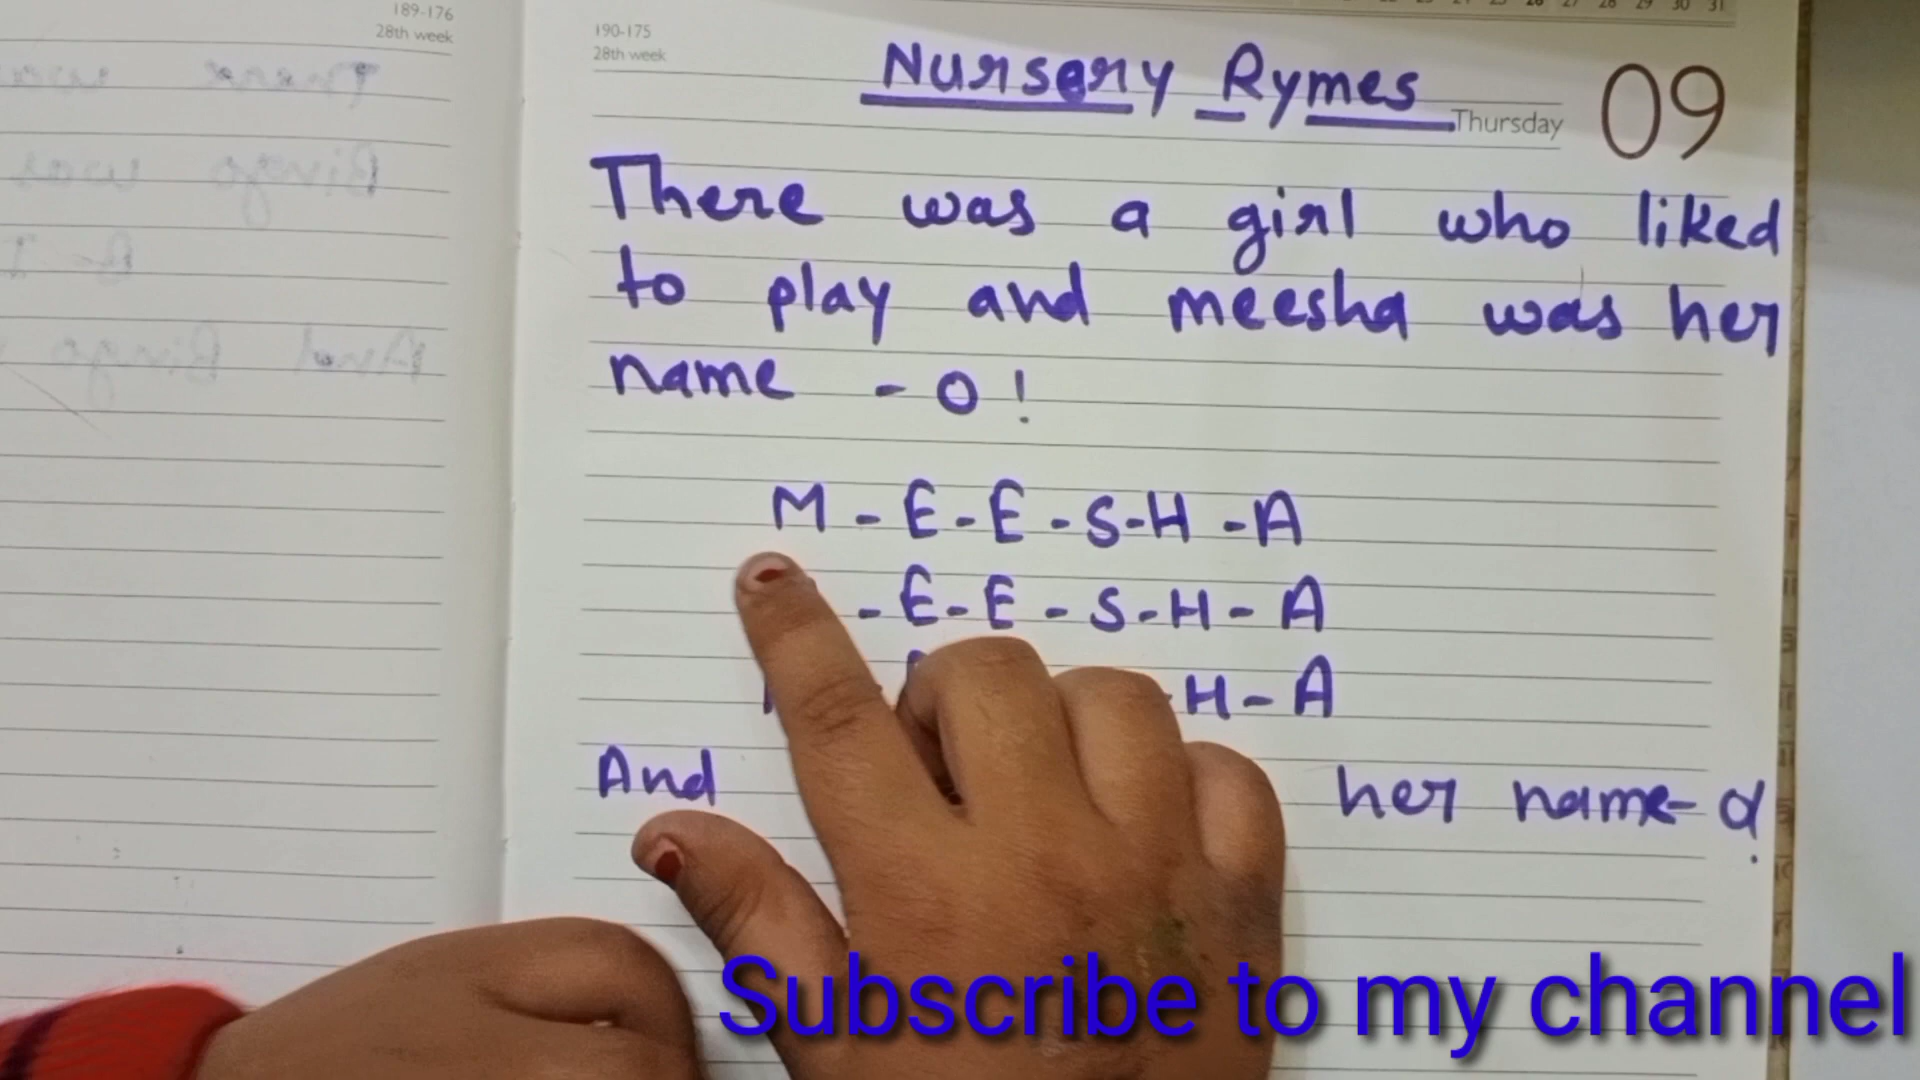 189-176
28th week
190-175
28th week
Nursery Rymes
Thursday
09
There was a girl who liked
to play and meesha was her
name - O!
M - E - E - S - H - A
- E - E - S - H - A
- H - A
And her name - O!
Subscribe to my channel